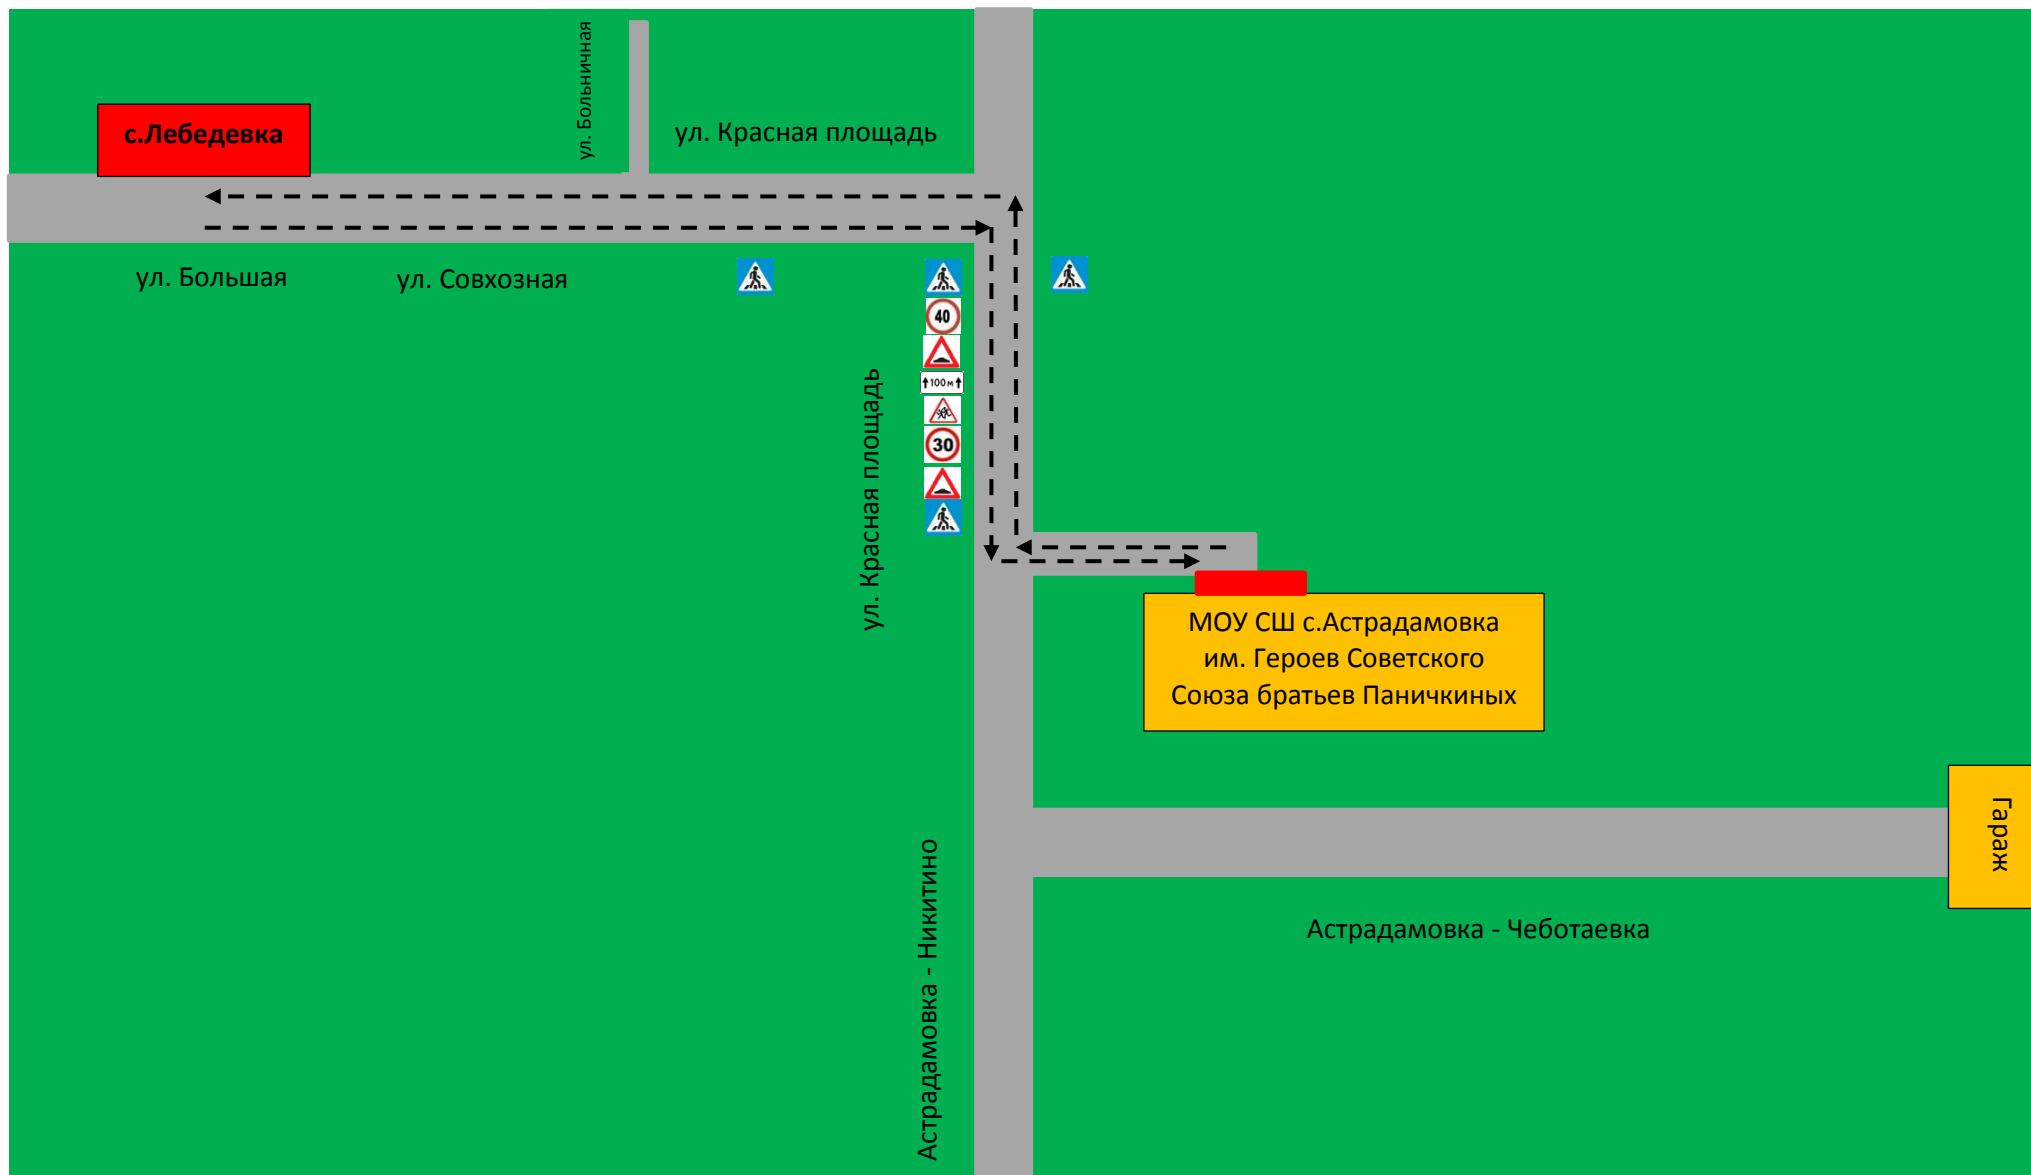 ул. Больничная
с.Лебедевка
ул. Красная площадь
ул. Большая
ул. Совхозная
40
100м
30
ул. Красная площадь
МОУ СШ с.Астрадамовка
им. Героев Советского
Союза братьев Паничкиных
Гараж
Астрадамовка - Никитино
Астрадамовка - Чеботаевка